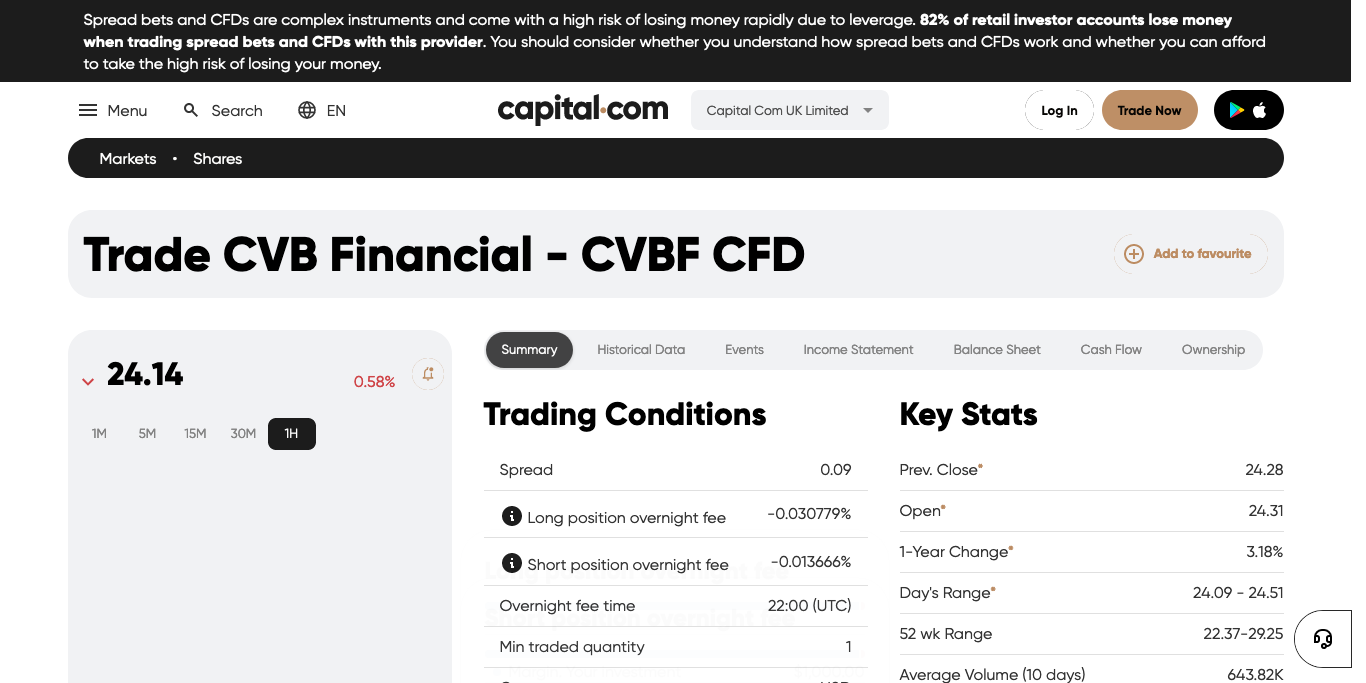 Spread bets and CFDs are complex instruments and come with a high risk of losing money rapidly due to leverage. 82% of retail investor accounts lose money
when trading spread bets and CFDs with this provider. You should consider whether you understand how spread bets and CFDs work and whether you can afford
to take the high risk of losing your money.
Menu Search EN capital.com Capital Com UK Limited Log In Trade Now
Markets • Shares
Trade CVB Financial - CVBF CFD
Add to favourite
24.14 0.58%
1M 5M 15M 30M 1H
Summary Historical Data Events Income Statement Balance Sheet Cash Flow Ownership
Trading Conditions
Spread 0.09
Long position overnight fee -0.030779%
Short position overnight fee -0.013666%
Overnight fee time 22:00 (UTC)
Min traded quantity 1
Key Stats
Prev. Close* 24.28
Open* 24.31
1-Year Change* 3.18%
Day's Range* 24.09 - 24.51
52 wk Range 22.37-29.25
Average Volume (10 days) 643.82K
Long position overnight fee
Short position overnight fee